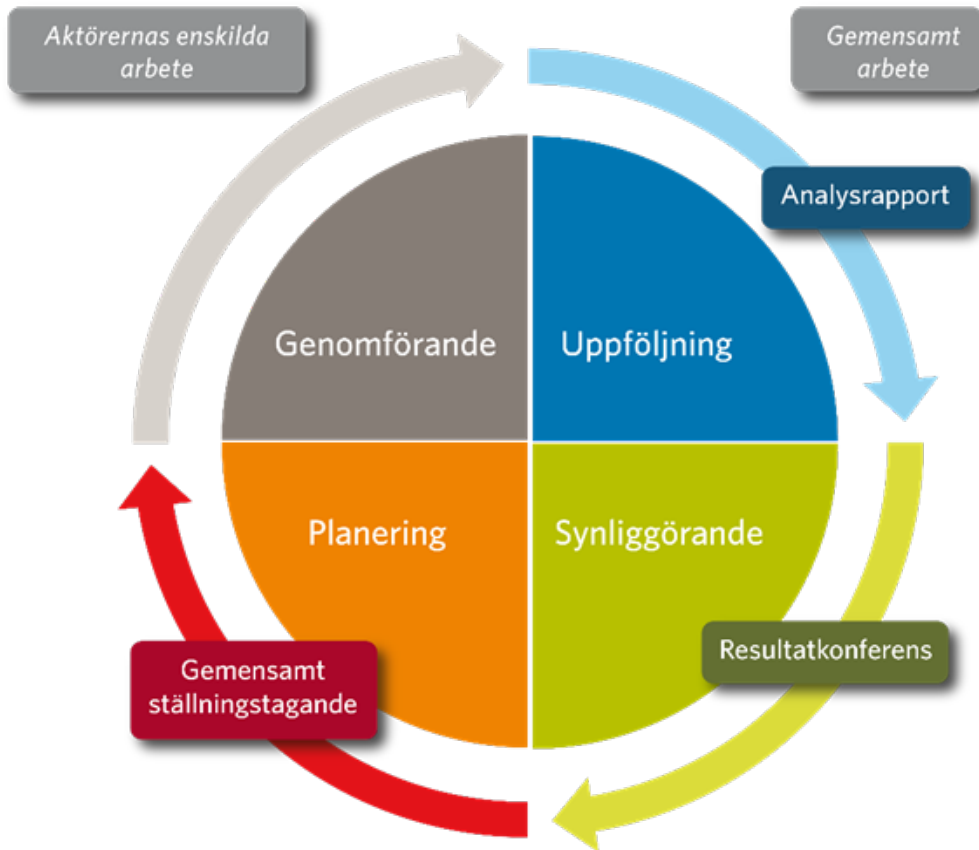 Aktörernas enskilda
arbete
Gemensamt
arbete
Analysrapport
Genomförande
Uppföljning
Planering
Synliggörande
Resultatkonferens
Gemensamt
ställningstagande